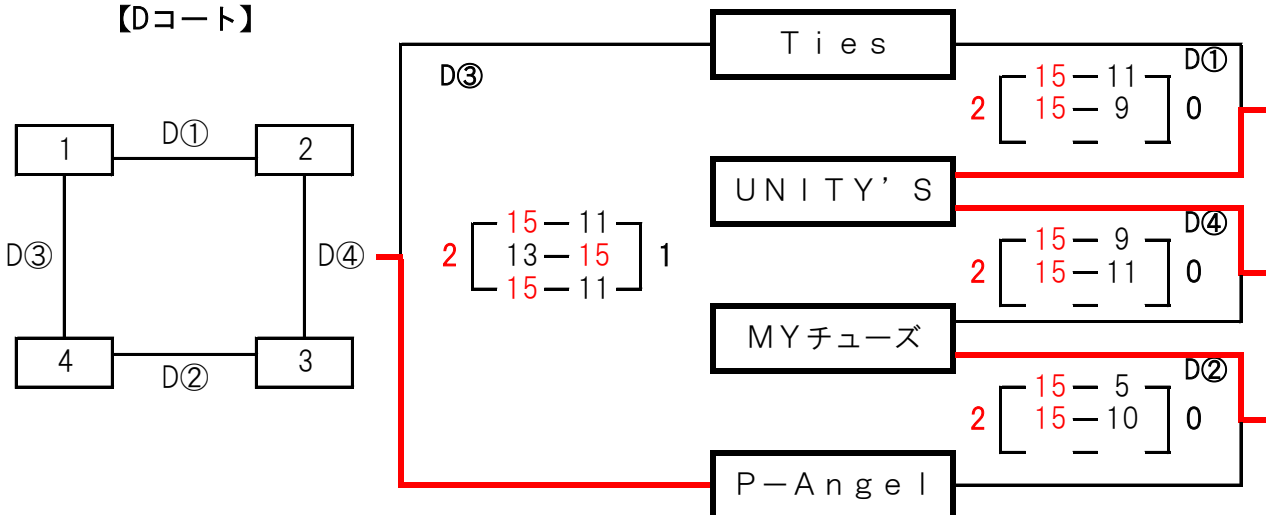 【Dコート】
Ties
D③
D①
15 ― 11
2 15 ― 9 0
―
1 D① 2
UNITY'S
D③ D④
15 ― 11
2 13 ― 15 1
15 ― 11
D④
15 ― 9
2 15 ― 11 0
―
MYチューズ
4 D② 3
D②
15 ― 5
2 15 ― 10 0
―
P－Angel